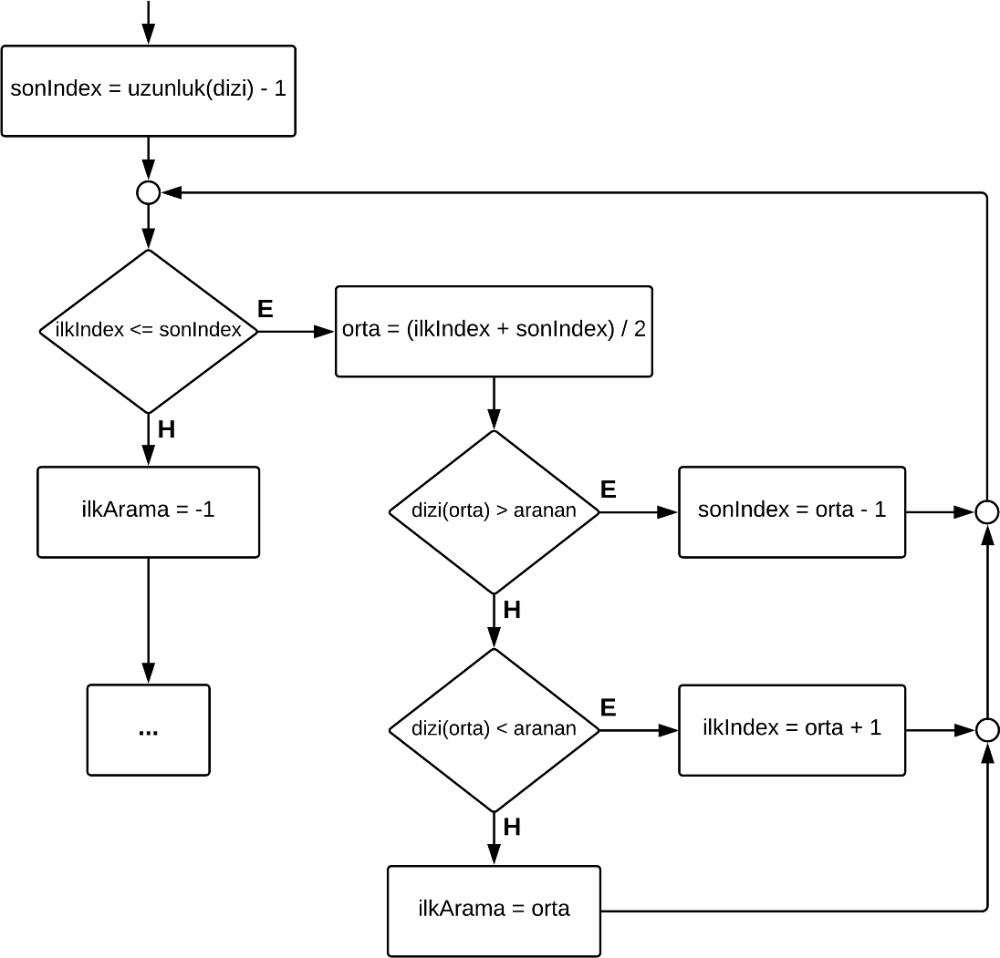 sonIndex = uzunluk(dizi) - 1
ilkIndex <= sonIndex
E
orta = (ilkIndex + sonIndex) / 2
H
ilkArama = -1
...
dizi(orta) > aranan
E
sonIndex = orta - 1
H
dizi(orta) < aranan
E
ilkIndex = orta + 1
H
ilkArama = orta